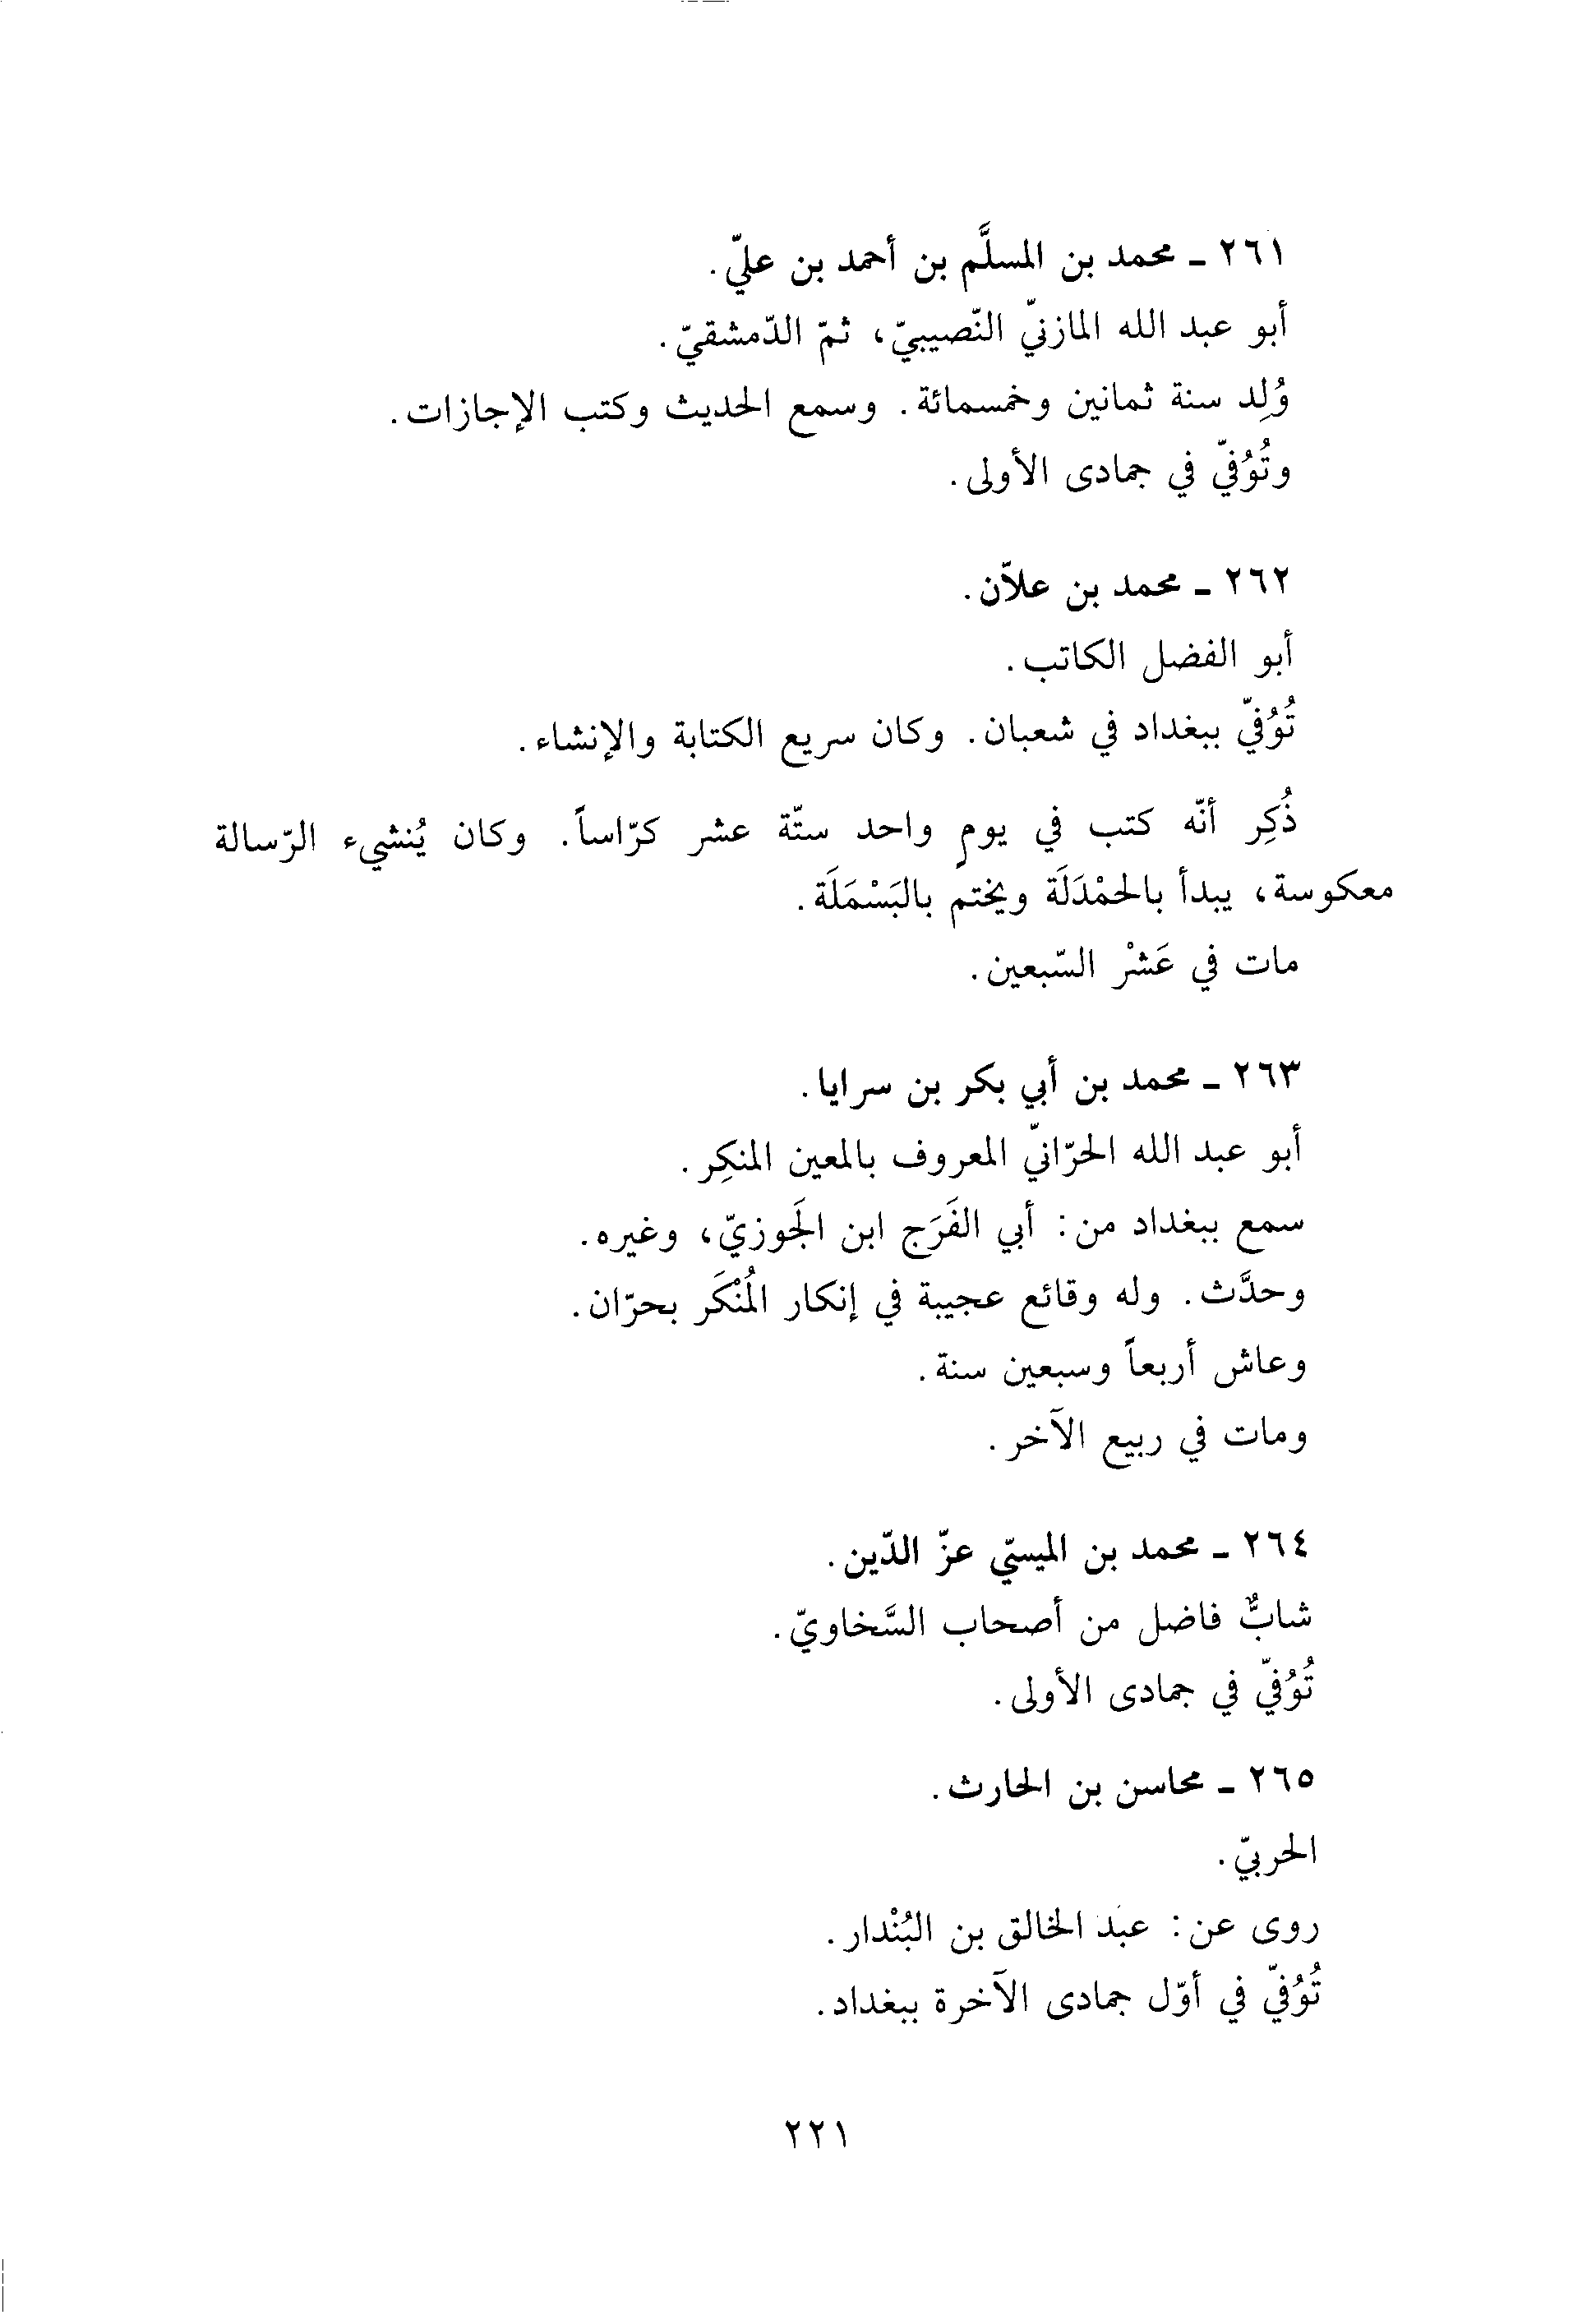 ٢٦١ ـ محمد بن المسلَّم بن أحمد بن عليّ.
أبو عبد الله المازنيّ النّصيبيّ، ثمّ الدّمشقيّ.
وُلِد سنة ثمانين وخمسمائة. وسمع الحديث وكتب الإجازات.
وتُوُفيّ في جمادى الأولى.
٢٦٢ ـ محمد بن علاّن.
أبو الفضل الكاتب.
تُوُفيّ ببغداد في شعبان. وكان سريع الكتابة والإنشاء.
ذُكِر أنّه كتب في يومٍ واحد ستّة عشر كرّاساً. وكان يُنشيء الرّسالة
معكوسة، يبدأ بالحمْدَلَة ويختم بالبَسْمَلَة.
مات في عَشْر السّبعين.
٢٦٣ ـ محمد بن أبي بكر بن سرايا.
أبو عبد الله الحرّانيّ المعروف بالمعين المنكِر.
سمع ببغداد من: أبي الفَرَج ابن الجَوزيّ، وغيره.
وحدَّث. وله وقائع عجيبة في إنكار المُنْكَر بحرّان.
وعاش أربعاً وسبعين سنة.
ومات في ربيع الآخر.
٢٦٤ ـ محمد بن الميسيّ عزّ الدّين.
شابٌّ فاضل من أصحاب السَّخاويّ.
تُوُفيّ في جمادى الأولى.
٢٦٥ ـ محاسن بن الحارث.
الحربيّ.
روى عن: عبد الخالق بن البُنْدار.
تُوُفيّ في أوّل جمادى الآخرة ببغداد.
٢٢١